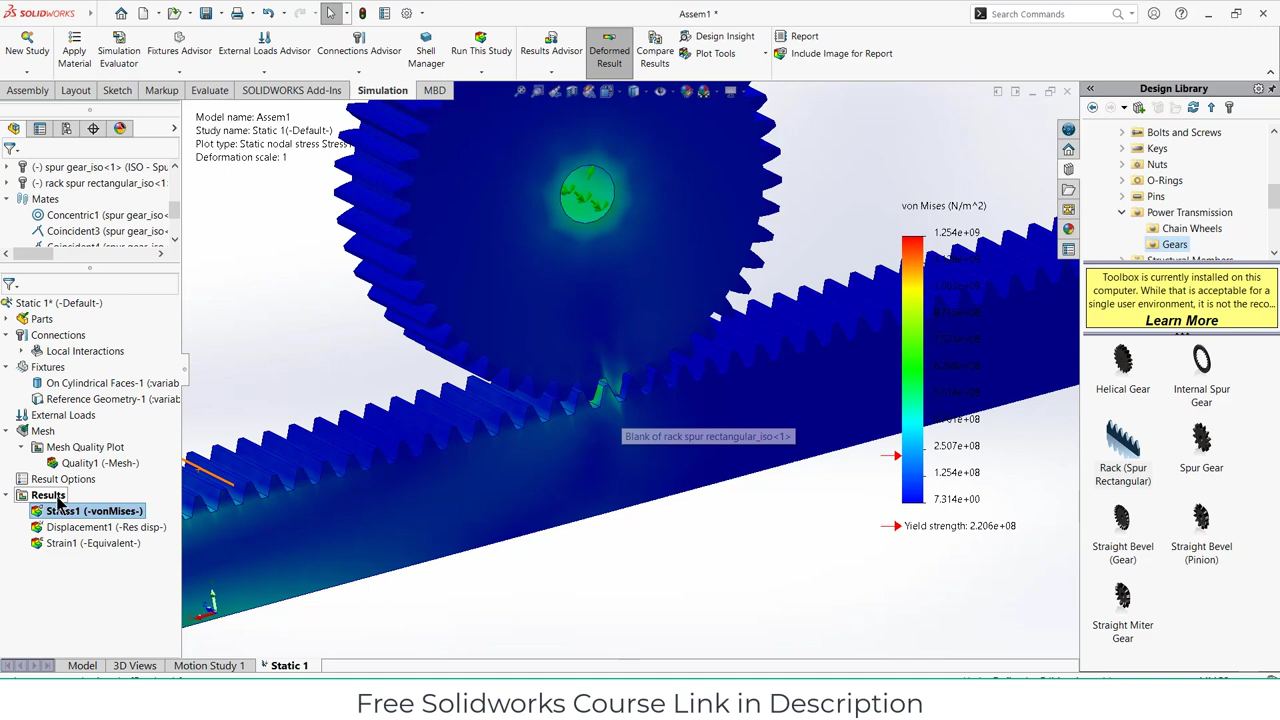 SOLIDWORKS
Assem1 *
Search Commands
New Study
Apply Material
Simulation Evaluator
Fixtures Advisor
External Loads Advisor
Connections Advisor
Shell Manager
Run This Study
Results Advisor
Deformed Result
Compare Results
Design Insight
Plot Tools
Report
Include Image for Report
Assembly
Layout
Sketch
Markup
Evaluate
SOLIDWORKS Add-Ins
Simulation
MBD
Model name: Assem1
Study name: Static 1(-Default-)
Plot type: Static nodal stress Stress
Deformation scale: 1
(-) spur gear_iso<1> (ISO - Spu
(-) rack spur rectangular_iso<1:
Mates
Concentric1 (spur gear_iso<
Coincident3 (spur gear_iso<
Static 1* (-Default-)
Parts
Connections
Local Interactions
Fixtures
On Cylindrical Faces-1 (:variab
Reference Geometry-1 (:variab
External Loads
Mesh
Mesh Quality Plot
Quality1 (-Mesh-)
Result Options
Results
Stress1 (-vonMises-)
Displacement1 (-Res disp-)
Strain1 (-Equivalent-)
Blank of rack spur rectangular_iso<1>
von Mises (N/m^2)
1.254e+09
2.507e+08
1.254e+08
7.314e+00
Yield strength: 2.206e+08
Design Library
Bolts and Screws
Keys
Nuts
O-Rings
Pins
Power Transmission
Chain Wheels
Gears
Toolbox is currently installed on this
computer. While that is acceptable for a
single user environment, it is not the reco...
Learn More
Helical Gear
Internal Spur Gear
Rack (Spur Rectangular)
Spur Gear
Straight Bevel (Gear)
Straight Bevel (Pinion)
Straight Miter Gear
Model
3D Views
Motion Study 1
Static 1
Free Solidworks Course Link in Description